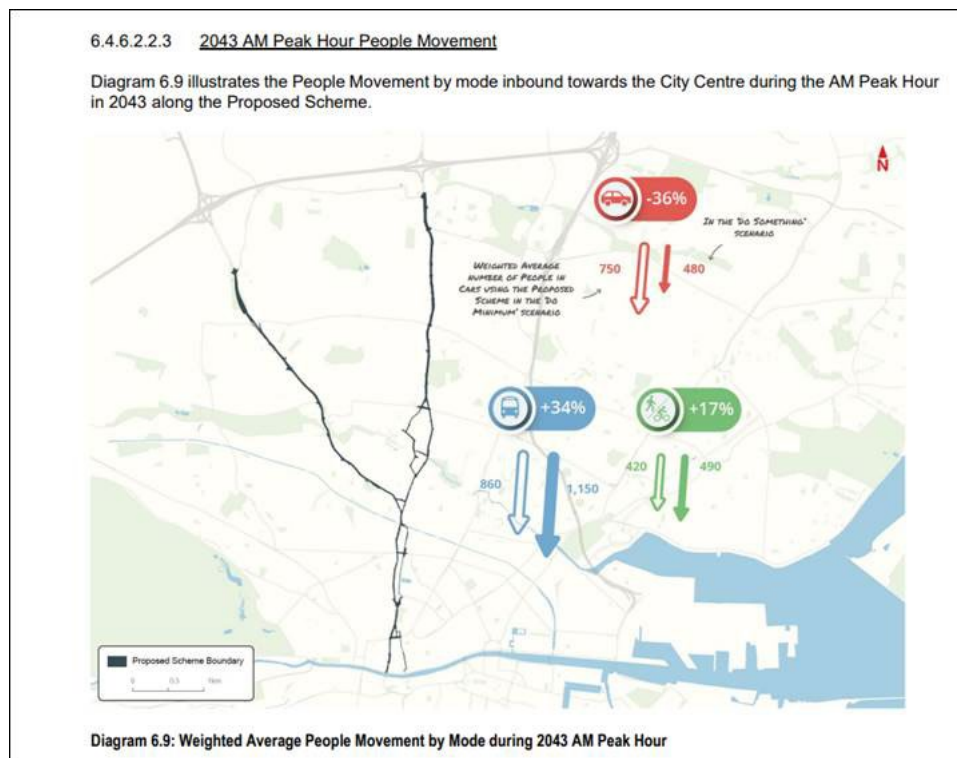 6.4.6.2.2.3 2043 AM Peak Hour People Movement
Diagram 6.9 illustrates the People Movement by mode inbound towards the City Centre during the AM Peak Hour
in 2043 along the Proposed Scheme.
N
-36%
IN THE 'DO SOMETHING'
SCENARIO
WEIGHTED AVERAGE
NUMBER OF PEOPLE IN
CARS USING THE PROPOSED
SCHEME IN THE 'DO
MINIMUM' SCENARIO
750
480
+34%
+17%
860
1,150
420
490
Proposed Scheme Boundary
0 0.5 1km
Diagram 6.9: Weighted Average People Movement by Mode during 2043 AM Peak Hour